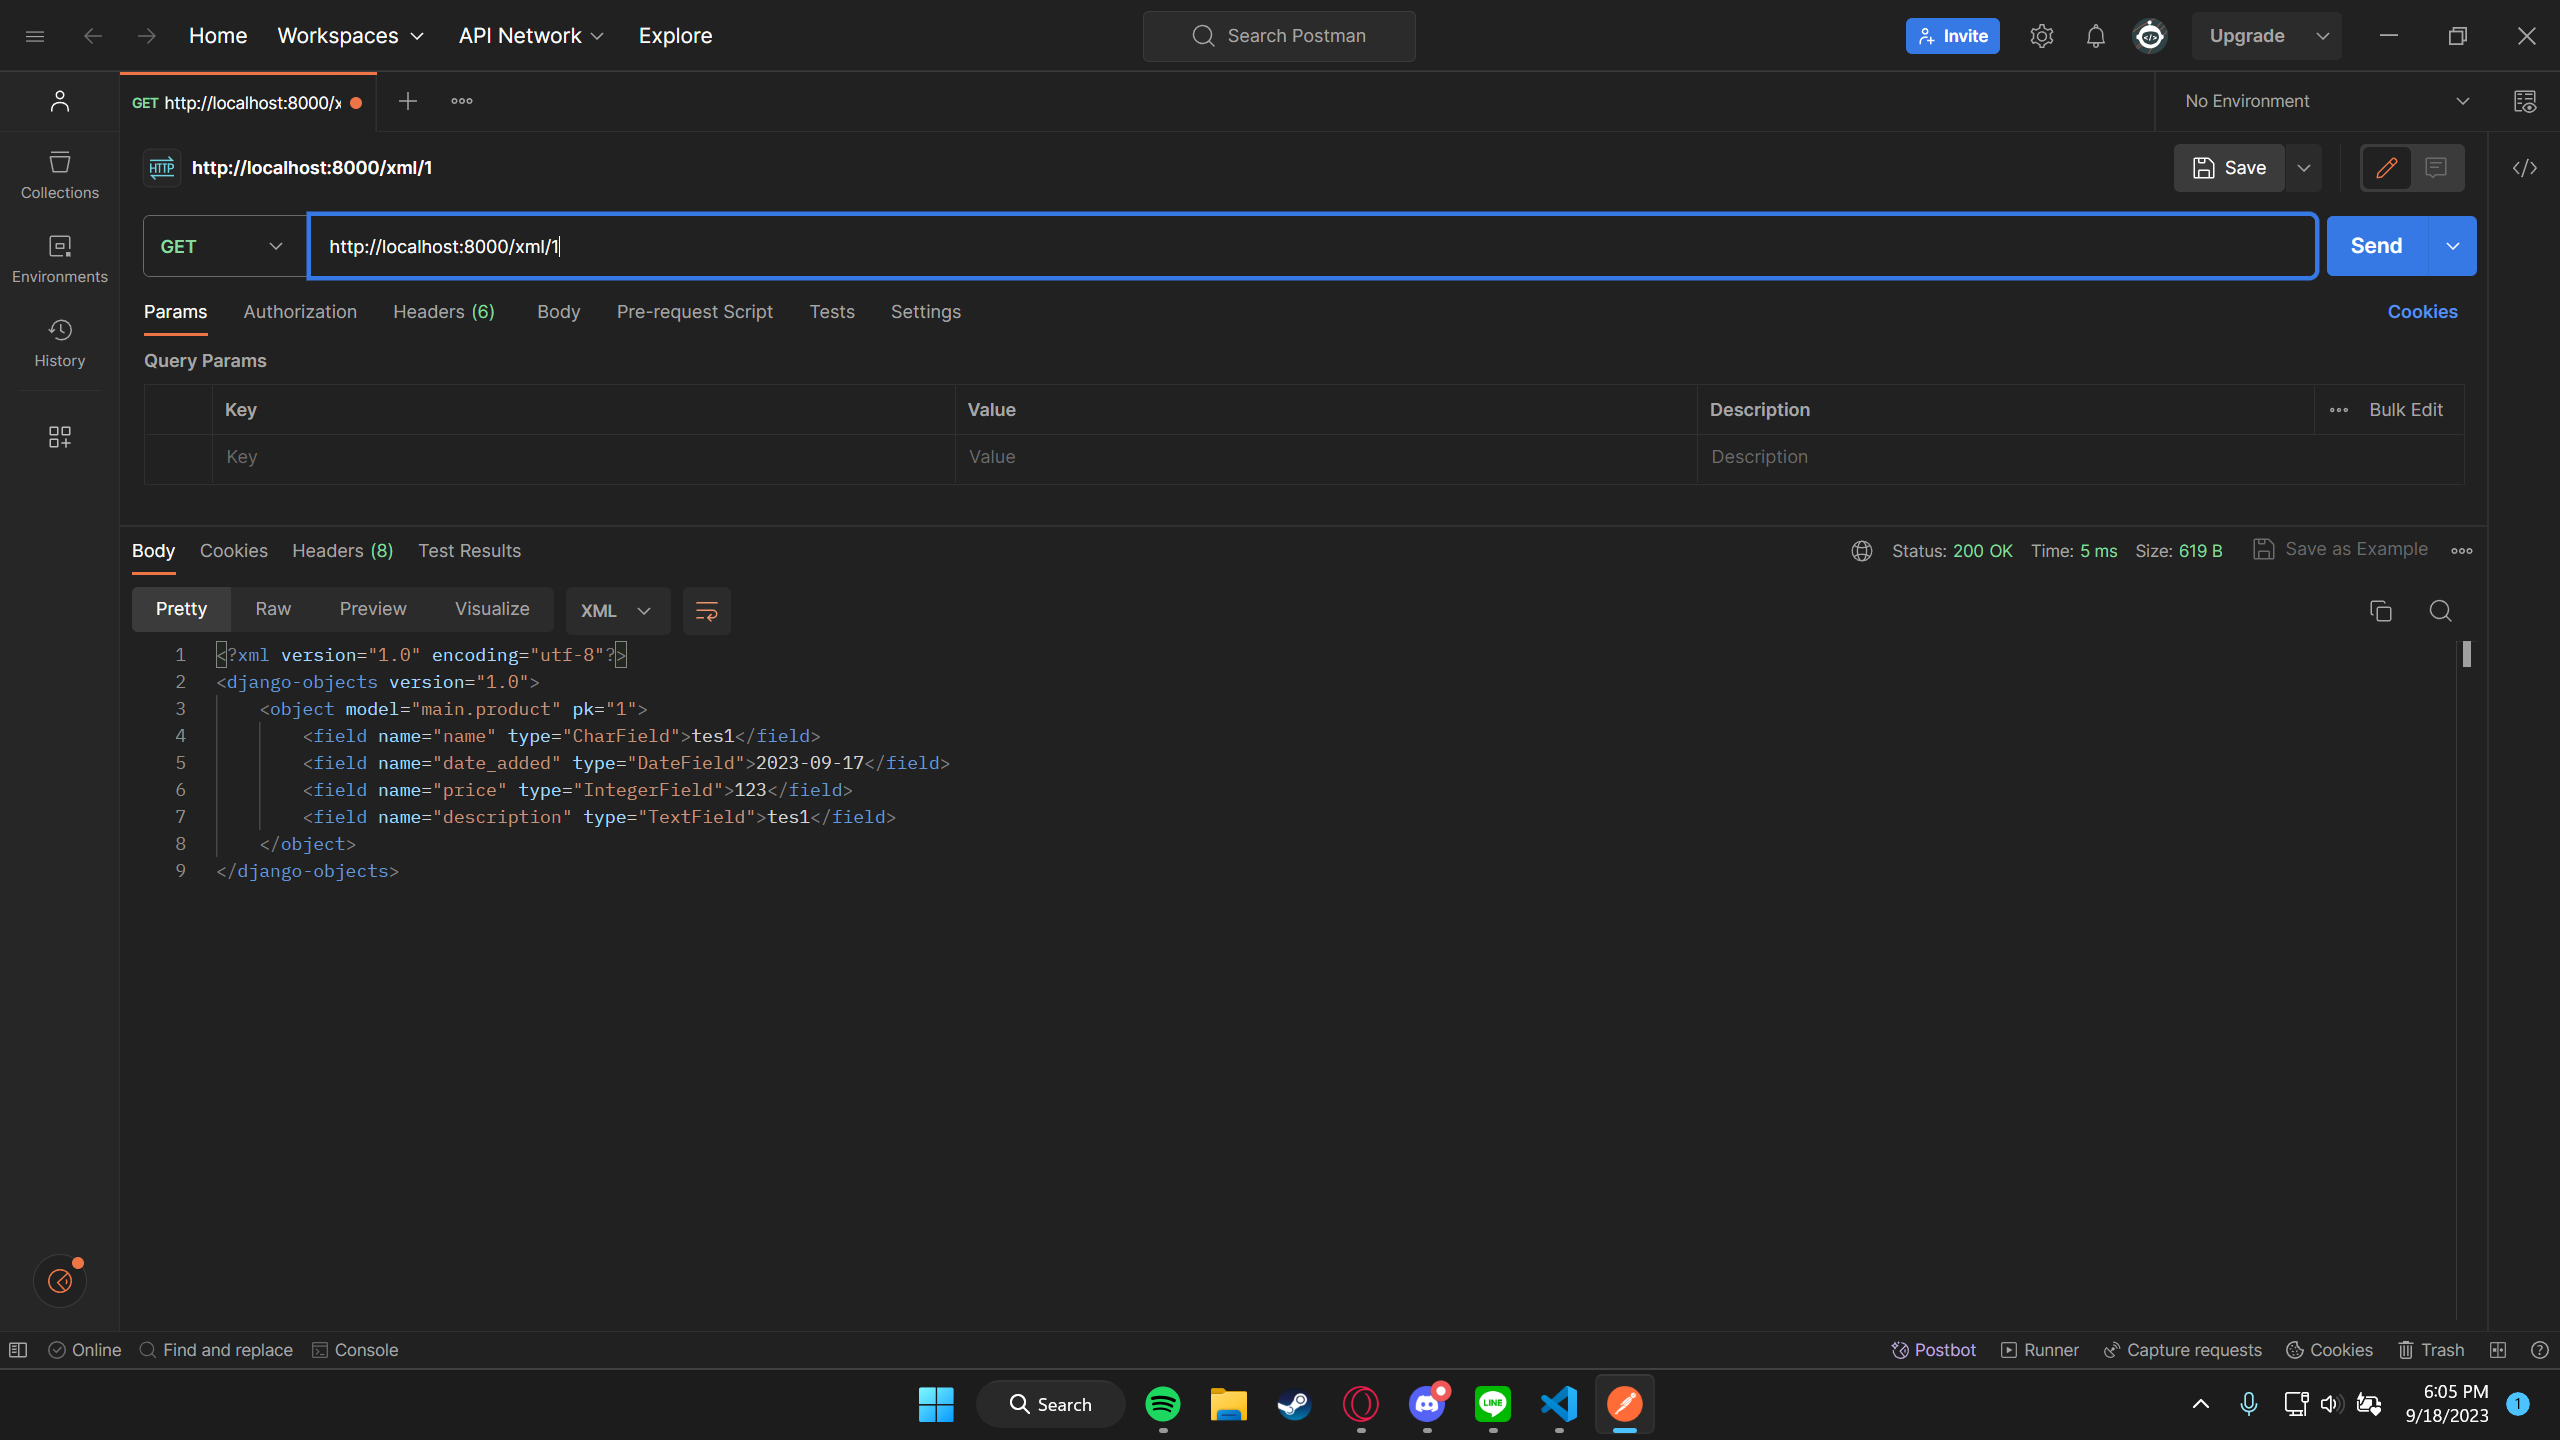 Home Workspaces API Network Explore Search Postman Invite Upgrade
GET http://localhost:8000/x No Environment
HTTP http://localhost:8000/xml/1 Save
Collections
GET http://localhost:8000/xml/1 Send
Environments
Params Authorization Headers (6) Body Pre-request Script Tests Settings Cookies
History
Query Params
Key Value Description Bulk Edit
Key Value Description
Body Cookies Headers (8) Test Results Status: 200 OK Time: 5 ms Size: 619 B Save as Example
Pretty Raw Preview Visualize XML
1 <?xml version="1.0" encoding="utf-8"?>
2 <django-objects version="1.0">
3 <object model="main.product" pk="1">
4 <field name="name" type="CharField">tes1</field>
5 <field name="date_added" type="DateField">2023-09-17</field>
6 <field name="price" type="IntegerField">123</field>
7 <field name="description" type="TextField">tes1</field>
8 </object>
9 </django-objects>
Online Find and replace Console Postbot Runner Capture requests Cookies Trash
Search LINE 6:05 PM
9/18/2023 1